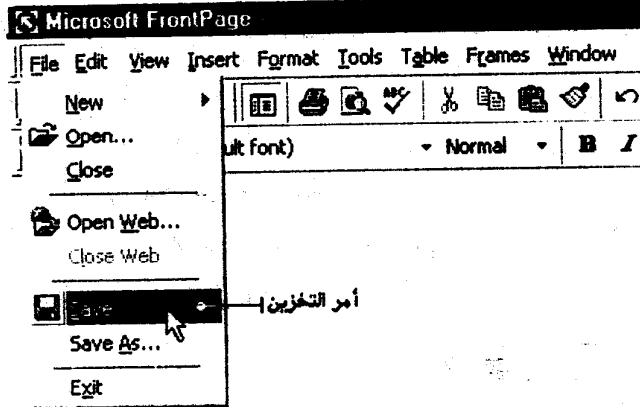 Microsoft FrontPage
File Edit View Insert Format Tools Table Frames Window
New
ABC
Open...
ult font) Normal B I
Close
Open Web...
Close Web
Save أمر التخزين
Save As...
Exit